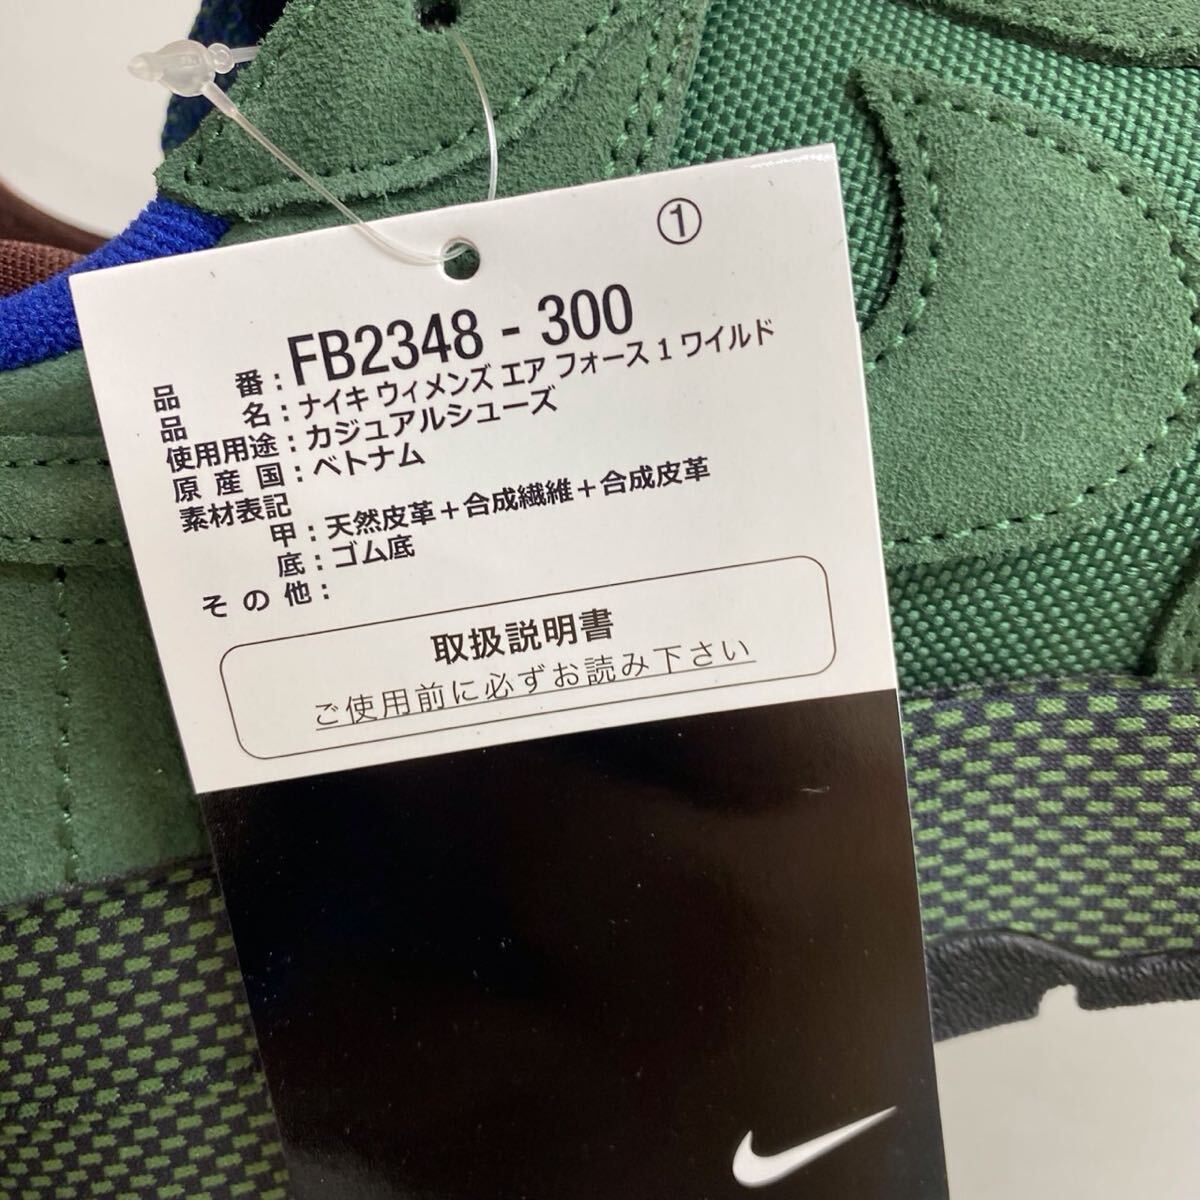 ①
品番：FB2348 - 300
品名：ナイキ ウィメンズ エア フォース 1 ワイルド
使用用途：カジュアルシューズ
原産国：ベトナム
素材表記
甲：天然皮革＋合成繊維＋合成皮革
底：ゴム底
その他：
取扱説明書
ご使用前に必ずお読み下さい